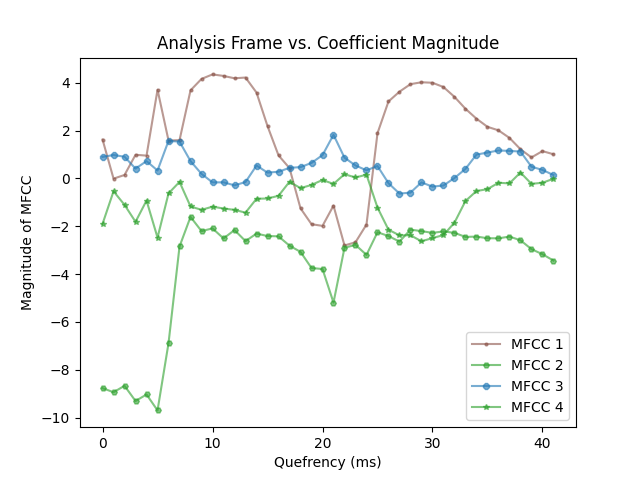 Analysis Frame vs. Coefficient Magnitude
Magnitude of MFCC
4
2
0
−2
−4
−6
−8
−10
MFCC 1
MFCC 2
MFCC 3
MFCC 4
0
10
20
30
40
Quefrency (ms)